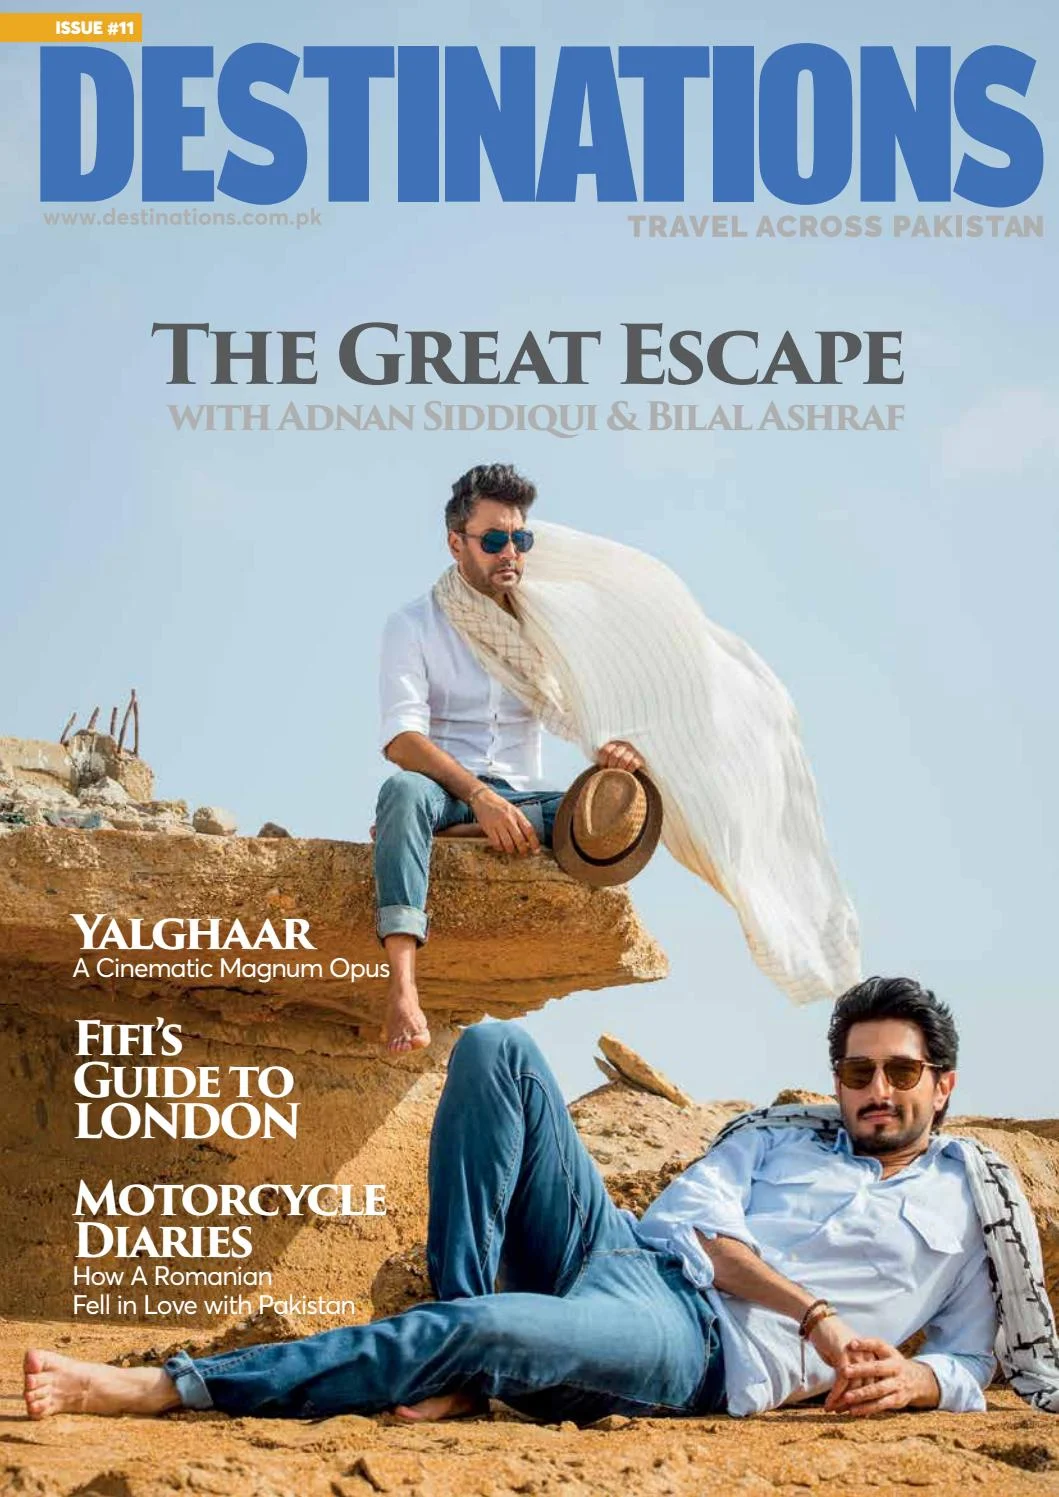 ISSUE #11
DESTINATIONS
www.destinations.com.pk
TRAVEL ACROSS PAKISTAN
THE GREAT ESCAPE
WITH ADNAN SIDDIQUI & BILAL ASHRAF
YALGHAAR
A Cinematic Magnum Opus
FIFI'S
GUIDE TO
LONDON
MOTORCYCLE
DIARIES
How A Romanian
Fell in Love with Pakistan